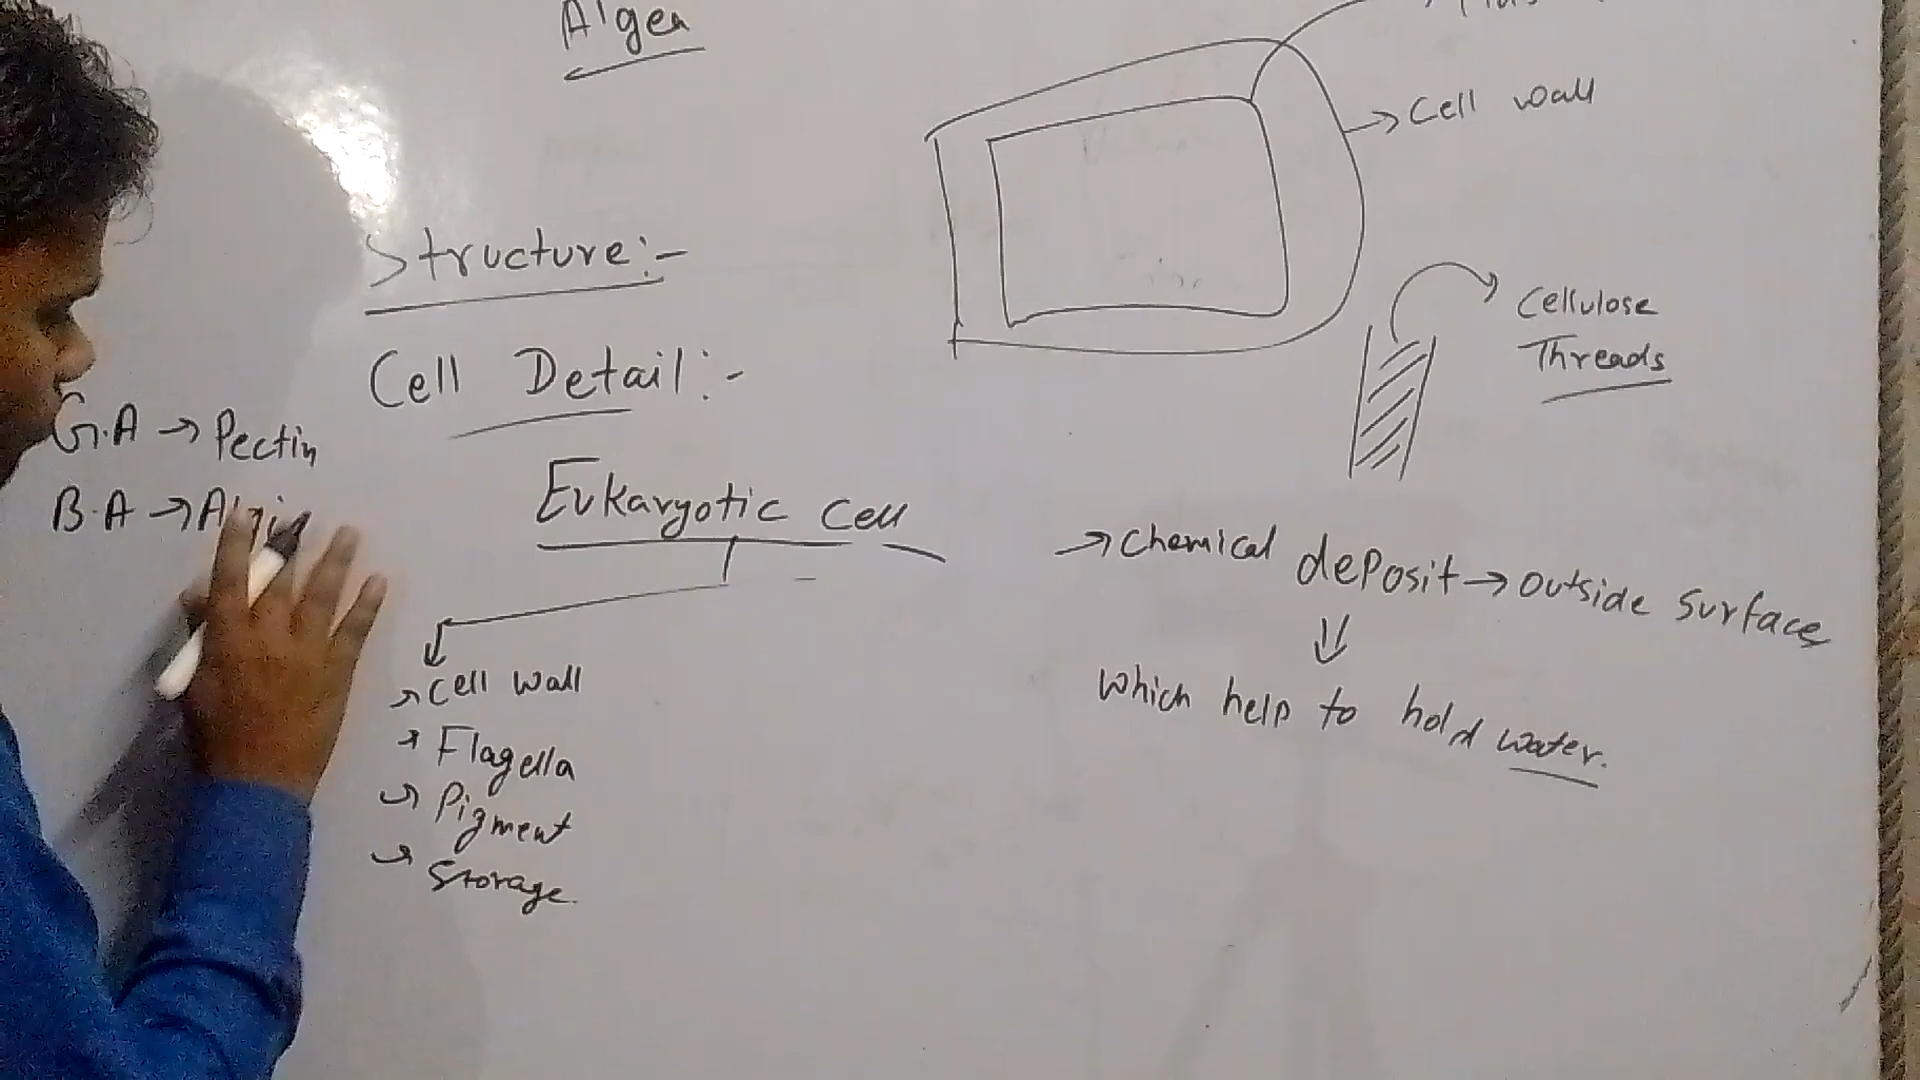 Algea
Cell wall
Structure:-
Cellulose
Threads
Cell Detail:-
G.A → Pectin
B.A → Algin
Eukaryotic Cell
→ Chemical deposit → outside surface
which help to hold water.
→ Cell wall
→ Flagella
→ Pigment
→ Storage.